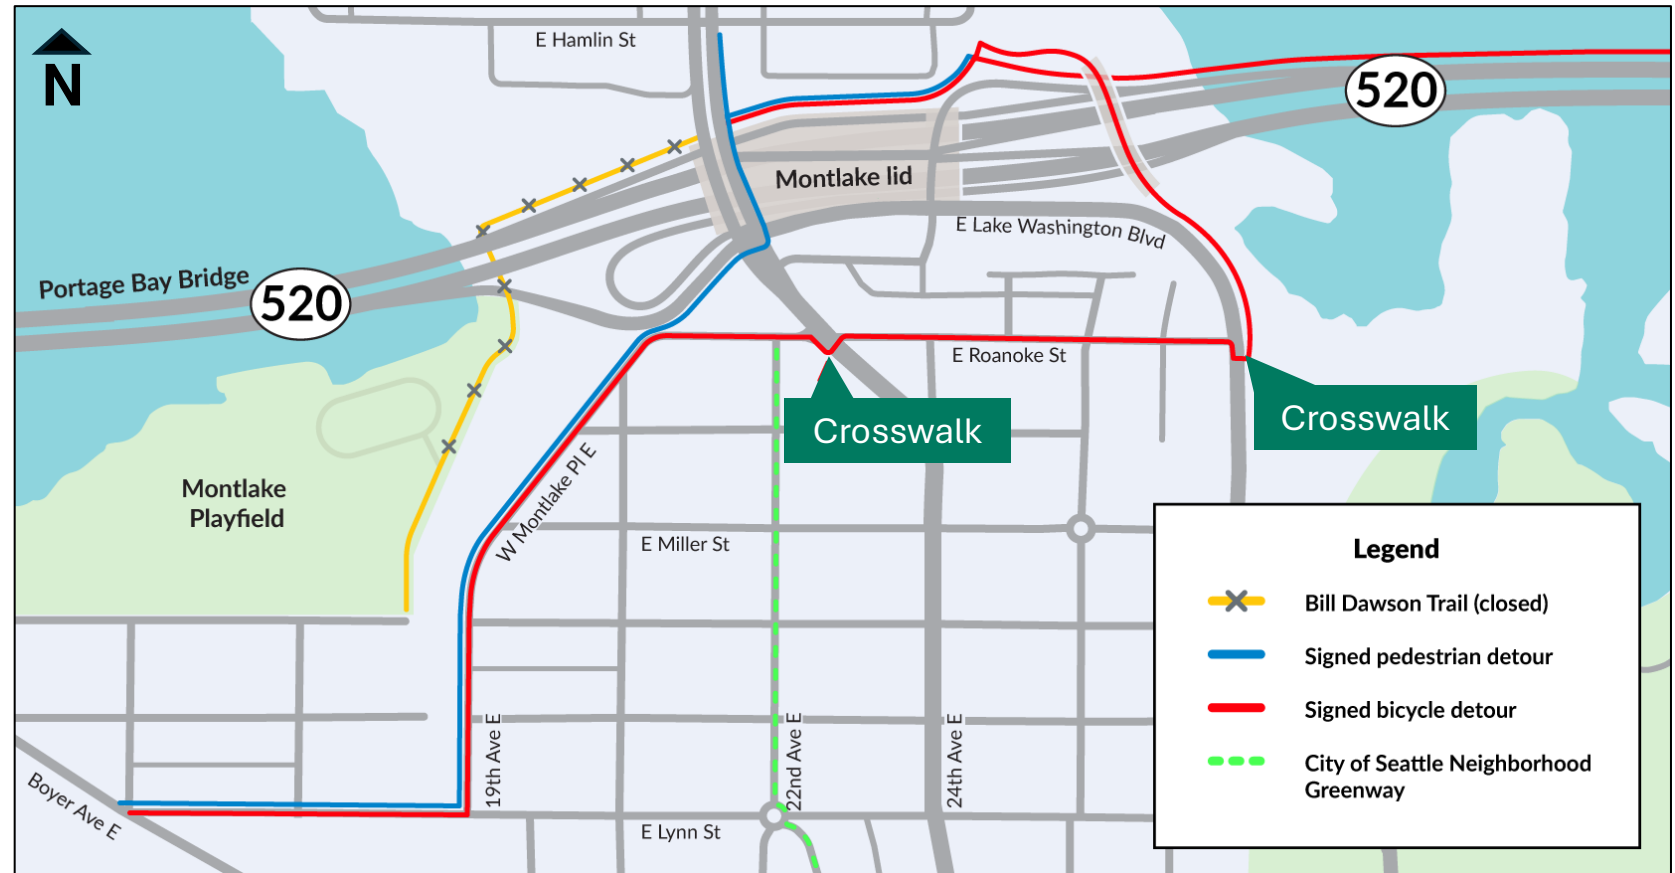 N
E Hamlin St
520
Montlake lid
E Lake Washington Blvd
Portage Bay Bridge
520
E Roanoke St
Crosswalk
Crosswalk
W Montlake Pl E
Montlake
Playfield
E Miller St
19th Ave E
22nd Ave E
24th Ave E
Boyer Ave E
E Lynn St
Legend
Bill Dawson Trail (closed)
Signed pedestrian detour
Signed bicycle detour
City of Seattle Neighborhood
Greenway